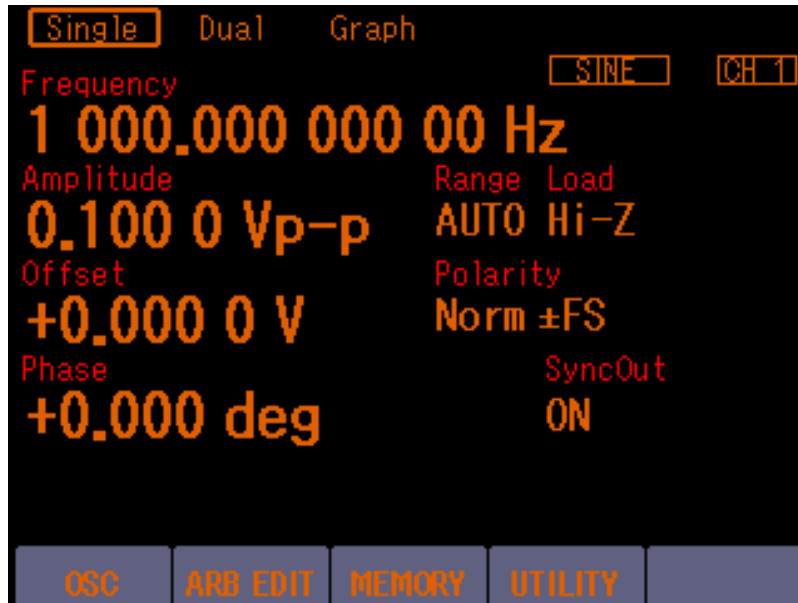 Single Dual Graph
SINE CH 1
Frequency
1 000.000 000 00 Hz
Amplitude Range Load
0.100 0 Vp-p AUTO Hi-Z
Offset Polarity
+0.000 0 V Norm ±FS
Phase SyncOut
+0.000 deg ON
OSC ARB EDIT MEMORY UTILITY